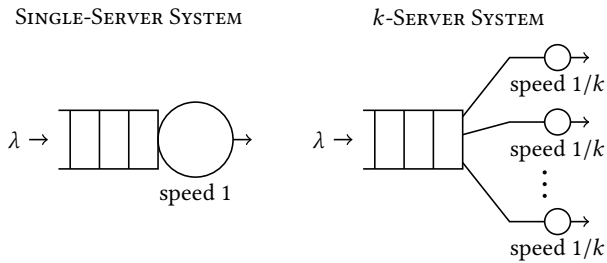 Single-Server System
k-Server System
λ →
speed 1
λ →
speed 1/k
speed 1/k
speed 1/k